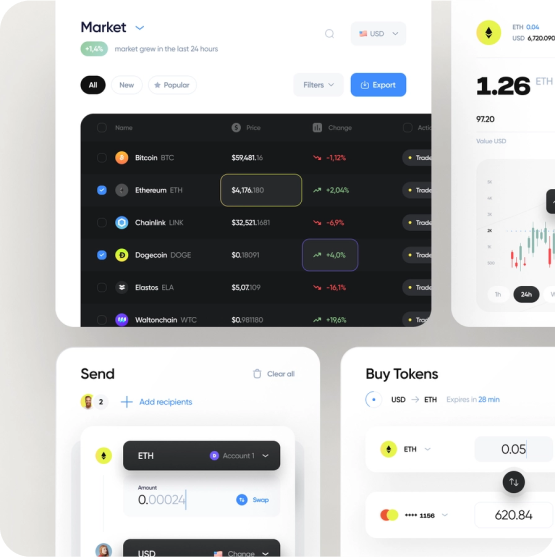 Market
+1,4% market grew in the last 24 hours
USD
All New Popular
Filters Export
Name Price Change
Bitcoin BTC $59,481.16 -1,12% Trade
Ethereum ETH $4,176.180 +2,04% Trade
Chainlink LINK $32,521.1681 -6,9% Trade
Dogecoin DOGE $0.18091 +4,0% Trade
Elastos ELA $5,07.109 -16,1% Trade
Waltonchain WTC $0.981180 +19,6% Trade
ETH 0.04
USD 6,720.090
1.26 ETH
97.20
Value USD
1h 24h
Send
Clear all
2 Add recipients
ETH Account 1
Amount
0.00024 Swap
USD Change
Buy Tokens
USD → ETH Expires in 28 min
ETH 0.05
•••• 1156 620.84